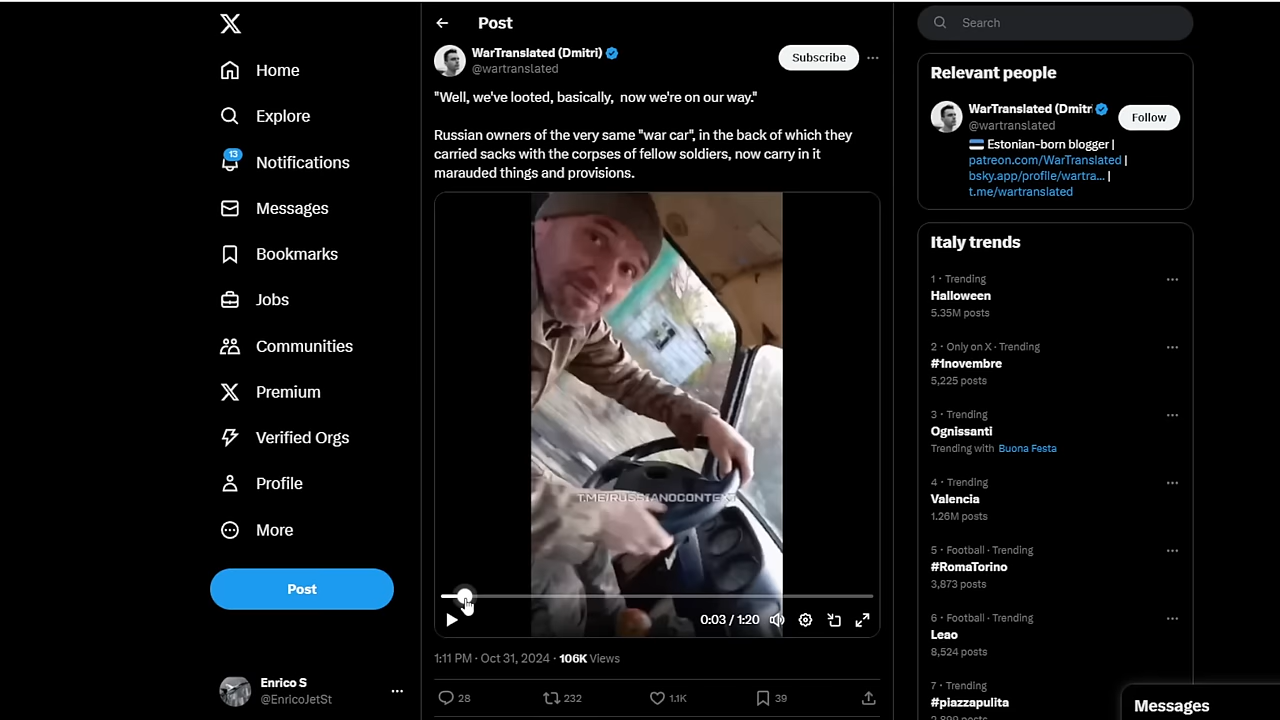 Home
Explore
13
Notifications
Messages
Bookmarks
Jobs
Communities
Premium
Verified Orgs
Profile
More
Post
Enrico S
@EnricoJetSt
Post
WarTranslated (Dmitri)
@wartranslated
Subscribe
"Well, we've looted, basically,  now we're on our way."
Russian owners of the very same "war car", in the back of which they
carried sacks with the corpses of fellow soldiers, now carry in it
marauded things and provisions.
T.ME/RUSSIANOCONTEXT
0:03 / 1:20
1:11 PM · Oct 31, 2024 · 106K Views
28
232
1.1K
39
Search
Relevant people
WarTranslated (Dmitr
@wartranslated
Follow
Estonian-born blogger |
patreon.com/WarTranslated |
bsky.app/profile/wartra... |
t.me/wartranslated
Italy trends
1 · Trending
Halloween
5.35M posts
2 · Only on X · Trending
#1novembre
5,225 posts
3 · Trending
Ognissanti
Trending with Buona Festa
4 · Trending
Valencia
1.26M posts
5 · Football · Trending
#RomaTorino
3,873 posts
6 · Football · Trending
Leao
8,524 posts
7 · Trending
#piazzapulita
Messages